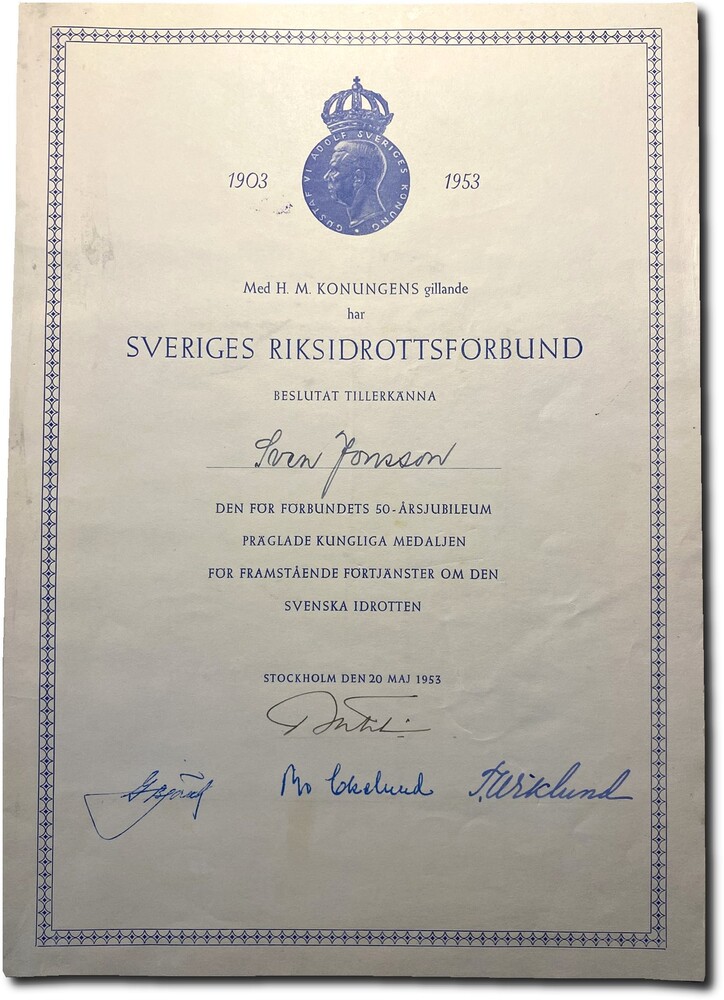 GUSTAF VI ADOLF SVERIGES KONUNG
1903 1953
Med H. M. KONUNGENS gillande
har
SVERIGES RIKSIDROTTSFÖRBUND
BESLUTAT TILLERKÄNNA
Sven Jonsson
DEN FÖR FÖRBUNDETS 50-ÅRSJUBILEUM
PRÄGLADE KUNGLIGA MEDALJEN
FÖR FRAMSTÅENDE FÖRTJÄNSTER OM DEN
SVENSKA IDROTTEN
STOCKHOLM DEN 20 MAJ 1953
Bo Ekelund Wiklund